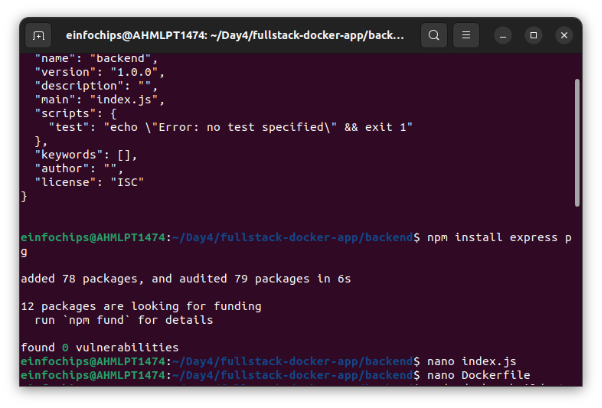 einfochips@AHMLPT1474: ~/Day4/fullstack-docker-app/back...
"name": "backend",
"version": "1.0.0",
"description": "",
"main": "index.js",
"scripts": {
"test": "echo \"Error: no test specified\" && exit 1"
},
"keywords": [],
"author": "",
"license": "ISC"
}
einfochips@AHMLPT1474:~/Day4/fullstack-docker-app/backend$ npm install express p
g
added 78 packages, and audited 79 packages in 6s
12 packages are looking for funding
run `npm fund` for details
found 0 vulnerabilities
einfochips@AHMLPT1474:~/Day4/fullstack-docker-app/backend$ nano index.js
einfochips@AHMLPT1474:~/Day4/fullstack-docker-app/backend$ nano Dockerfile